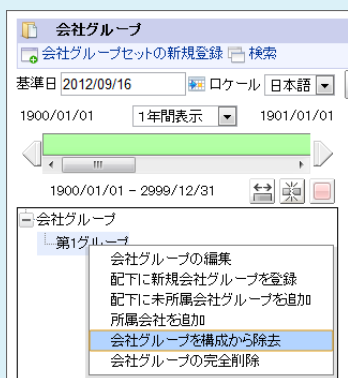 会社グループ
会社グループセットの新規登録 検索
基準日 2012/09/16 ロケール 日本語
1900/01/01 1年間表示 1901/01/01
1900/01/01 - 2999/12/31
会社グループ
第1グループ
会社グループの編集
配下に新規会社グループを登録
配下に未所属会社グループを追加
所属会社を追加
会社グループを構成から除去
会社グループの完全削除